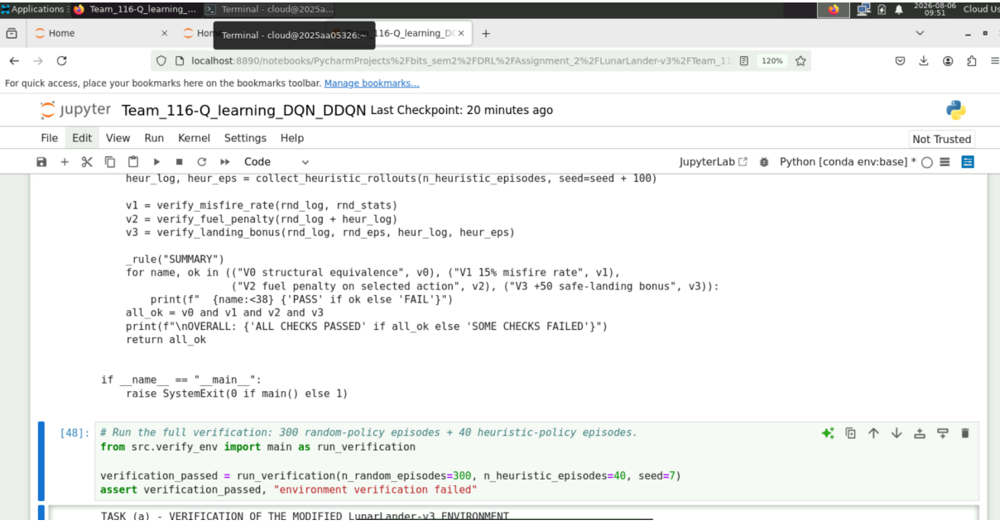 Applications
Team_116-Q_learning_...
Terminal - cloud@2025a...
2026-08-06
09:51
Cloud Us
Home
Hom
Terminal - cloud@2025aa05326:~
116-Q_learning_DQ
localhost:8890/notebooks/PycharmProjects%2Fbits_sem2%2FDRL%2FAssignment_2%2FLunarLander-v3%2FTeam_11
120%
For quick access, place your bookmarks here on the bookmarks toolbar. Manage bookmarks...
jupyter Team_116-Q_learning_DQN_DDQN Last Checkpoint: 20 minutes ago
File Edit View Run Kernel Settings Help
Not Trusted
Code
JupyterLab
Python [conda env:base] *
heur_log, heur_eps = collect_heuristic_rollouts(n_heuristic_episodes, seed=seed + 100)
v1 = verify_misfire_rate(rnd_log, rnd_stats)
v2 = verify_fuel_penalty(rnd_log + heur_log)
v3 = verify_landing_bonus(rnd_log, rnd_eps, heur_log, heur_eps)
_rule("SUMMARY")
for name, ok in (("V0 structural equivalence", v0), ("V1 15% misfire rate", v1),
("V2 fuel penalty on selected action", v2), ("V3 +50 safe-landing bonus", v3)):
print(f"  {name:<38} {'PASS' if ok else 'FAIL'}")
all_ok = v0 and v1 and v2 and v3
print(f"\nOVERALL: {'ALL CHECKS PASSED' if all_ok else 'SOME CHECKS FAILED'}")
return all_ok
if __name__ == "__main__":
raise SystemExit(0 if main() else 1)
[48]:
# Run the full verification: 300 random-policy episodes + 40 heuristic-policy episodes.
from src.verify_env import main as run_verification
verification_passed = run_verification(n_random_episodes=300, n_heuristic_episodes=40, seed=7)
assert verification_passed, "environment verification failed"
TASK (a) - VERIFICATION OF THE MODIFIED LunarLander-v3 ENVIRONMENT